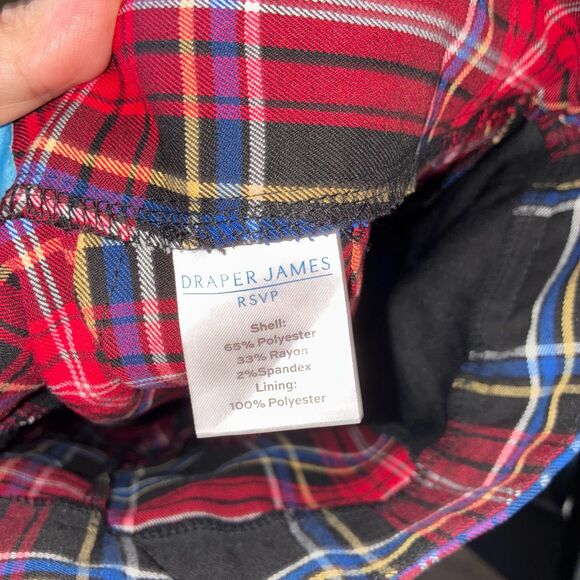 DRAPER JAMES
RSVP
Shell:
65% Polyester
33% Rayon
2%Spandex
Lining:
100% Polyester